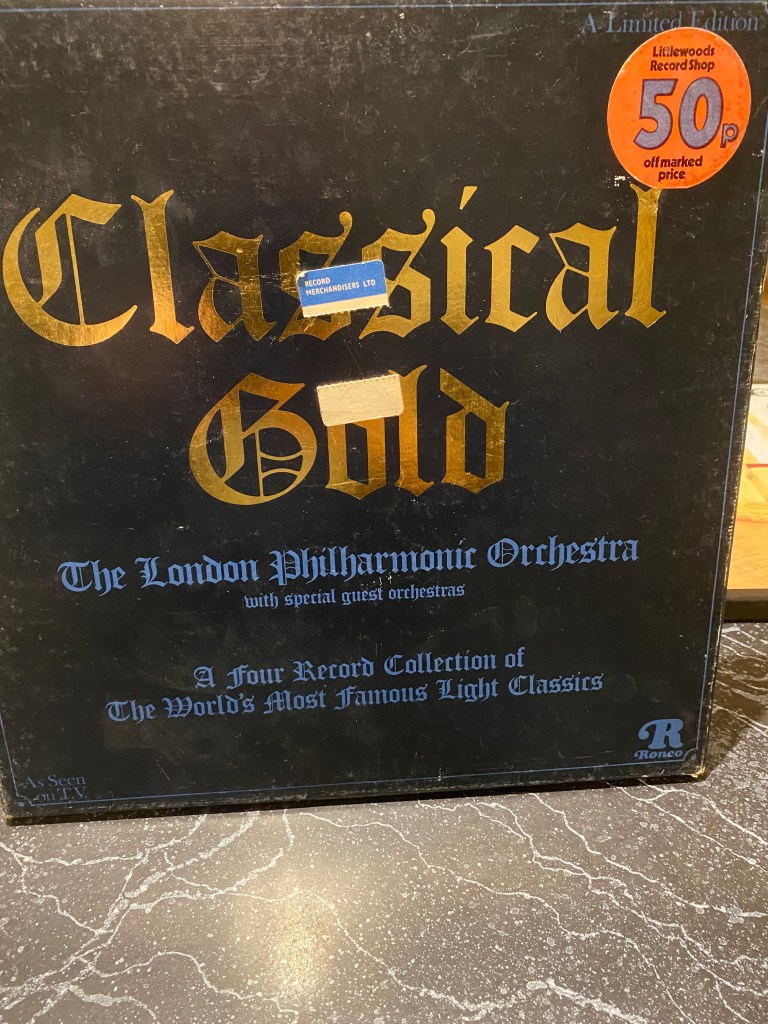 A Limited Edition
Littlewoods
Record Shop
50p
off marked
price
Classical
RECORD
MERCHANDISERS LTD
Gold
The London Philharmonic Orchestra
with special guest orchestras
A Four Record Collection of
The World's Most Famous Light Classics
R
Ronco
As Seen
on T.V.